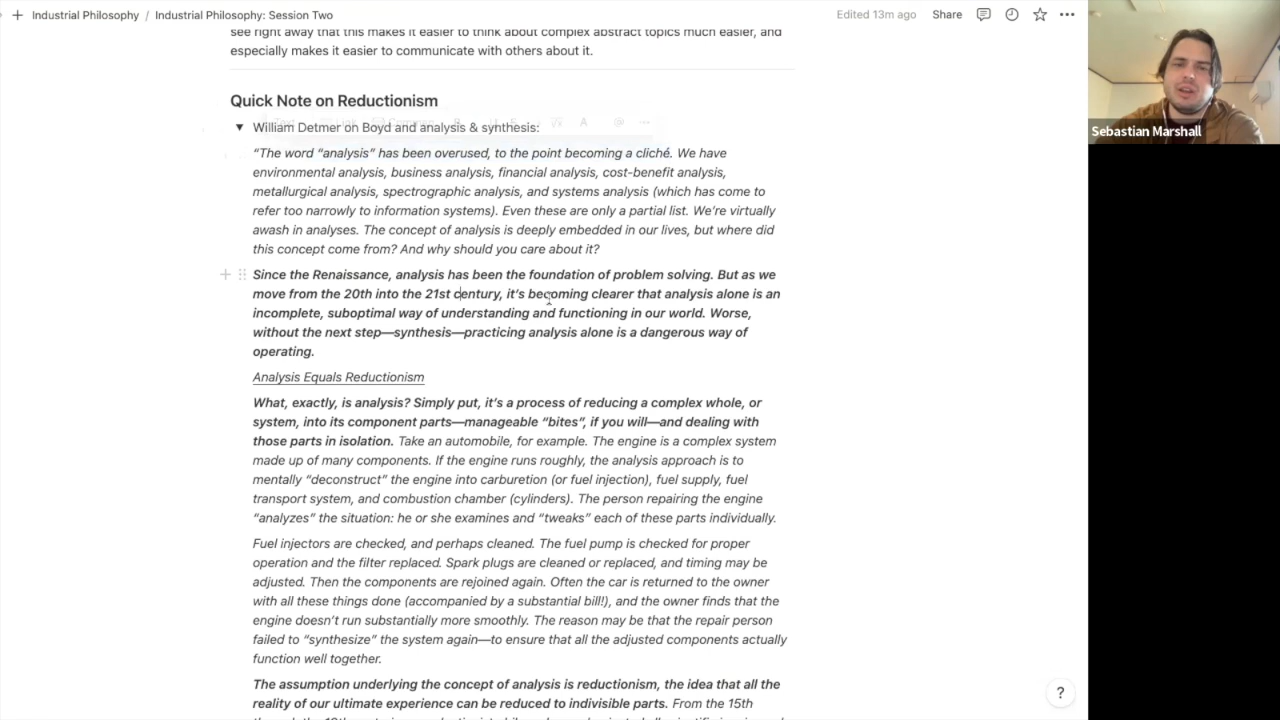 Industrial Philosophy / Industrial Philosophy: Session Two
Edited 13m ago Share
see right away that this makes it easier to think about complex abstract topics much easier, and
especially makes it easier to communicate with others about it.
Quick Note on Reductionism
William Detmer on Boyd and analysis & synthesis:
“The word “analysis” has been overused, to the point becoming a cliché. We have
environmental analysis, business analysis, financial analysis, cost-benefit analysis,
metallurgical analysis, spectrographic analysis, and systems analysis (which has come to
refer too narrowly to information systems). Even these are only a partial list. We’re virtually
awash in analyses. The concept of analysis is deeply embedded in our lives, but where did
this concept come from? And why should you care about it?
Since the Renaissance, analysis has been the foundation of problem solving. But as we
move from the 20th into the 21st century, it’s becoming clearer that analysis alone is an
incomplete, suboptimal way of understanding and functioning in our world. Worse,
without the next step—synthesis—practicing analysis alone is a dangerous way of
operating.
Analysis Equals Reductionism
What, exactly, is analysis? Simply put, it’s a process of reducing a complex whole, or
system, into its component parts—manageable “bites”, if you will—and dealing with
those parts in isolation. Take an automobile, for example. The engine is a complex system
made up of many components. If the engine runs roughly, the analysis approach is to
mentally “deconstruct” the engine into carburetion (or fuel injection), fuel supply, fuel
transport system, and combustion chamber (cylinders). The person repairing the engine
“analyzes” the situation: he or she examines and “tweaks” each of these parts individually.
Fuel injectors are checked, and perhaps cleaned. The fuel pump is checked for proper
operation and the filter replaced. Spark plugs are cleaned or replaced, and timing may be
adjusted. Then the components are rejoined again. Often the car is returned to the owner
with all these things done (accompanied by a substantial bill!), and the owner finds that the
engine doesn’t run substantially more smoothly. The reason may be that the repair person
failed to “synthesize” the system again—to ensure that all the adjusted components actually
function well together.
The assumption underlying the concept of analysis is reductionism, the idea that all the
reality of our ultimate experience can be reduced to indivisible parts. From the 15th
Sebastian Marshall
?